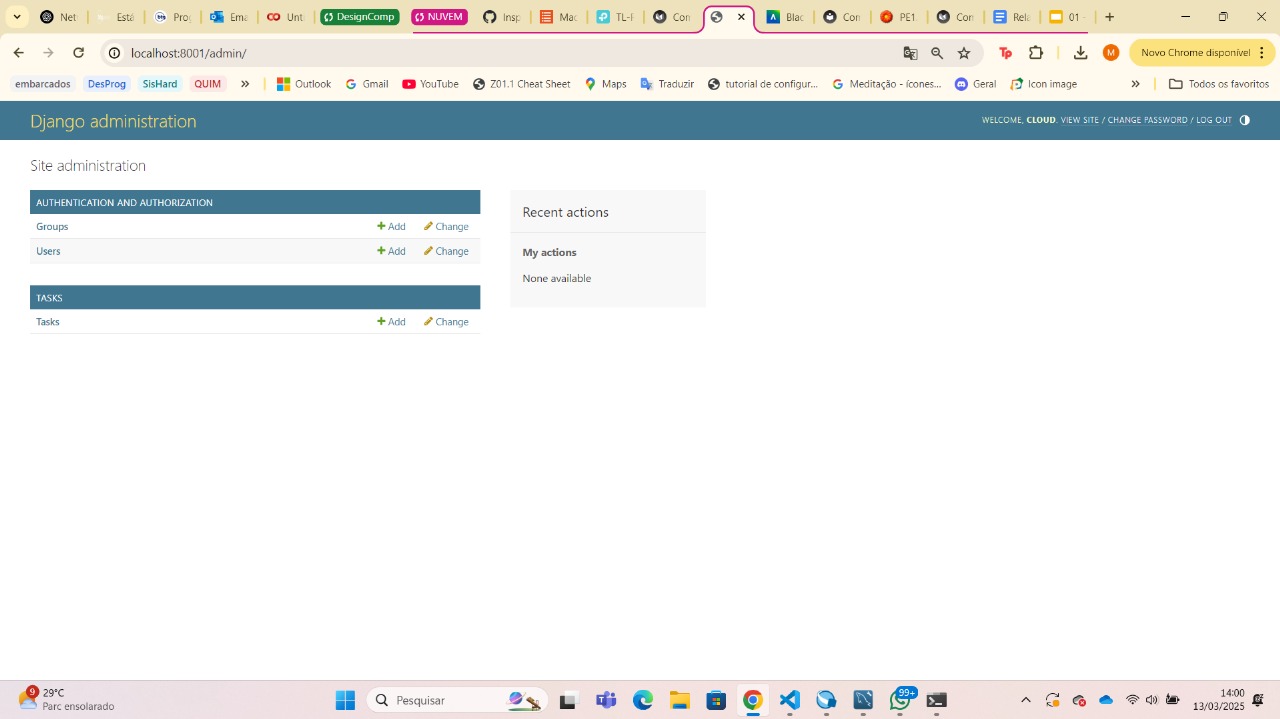 Net
Está
Pro
Ema
Util
DesignComp
NUVEM
Insp
Mac
TL-F
Con
Blac
Con
PE1
Con
Rela
01 -
localhost:8001/admin/
Novo Chrome disponível
embarcados
DesProg
SisHard
QUIM
Outlook
Gmail
YouTube
Z01.1 Cheat Sheet
Maps
Traduzir
tutorial de configur...
Meditação - ícones...
Geral
Icon image
Todos os favoritos
Django administration
WELCOME, CLOUD. VIEW SITE / CHANGE PASSWORD / LOG OUT
Site administration
AUTHENTICATION AND AUTHORIZATION
Groups Add Change
Users Add Change
TASKS
Tasks Add Change
Recent actions
My actions
None available
9
29°C
Parc ensolarado
Pesquisar
99+
14:00
13/03/2025